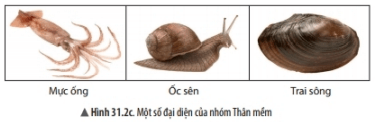 Mực ống
Ốc sên
Trai sông
▲ Hình 31.2c. Một số đại diện của nhóm Thân mềm